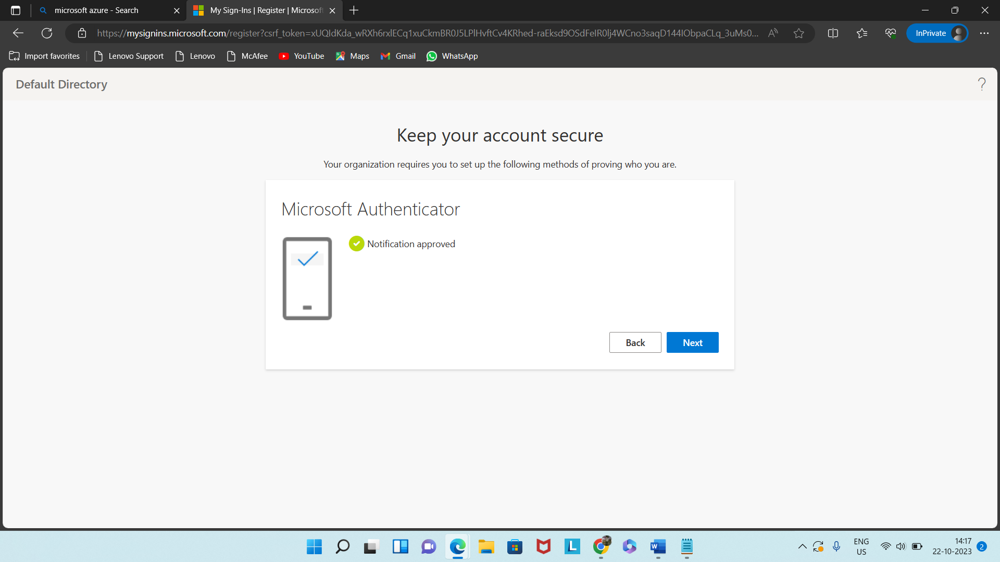 microsoft azure - Search
My Sign-Ins | Register | Microsoft
https://mysignins.microsoft.com/register?csrf_token=
InPrivate
Import favorites
Lenovo Support
Lenovo
McAfee
YouTube
Maps
Gmail
WhatsApp
Default Directory
?
Keep your account secure
Your organization requires you to set up the following methods of proving who you are.
Microsoft Authenticator
Notification approved
Back
Next
ENG
US
14:17
22-10-2023
2